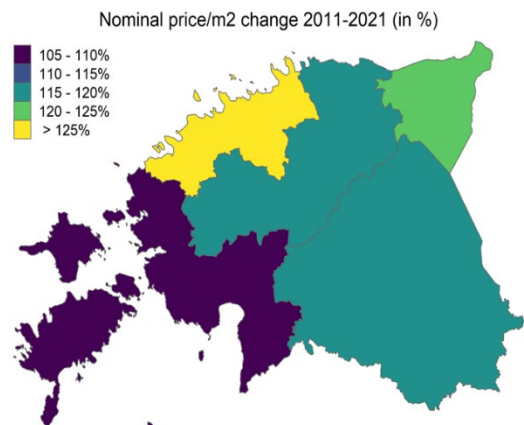 Nominal price/m2 change 2011-2021 (in %)
105 - 110%
110 - 115%
115 - 120%
120 - 125%
> 125%